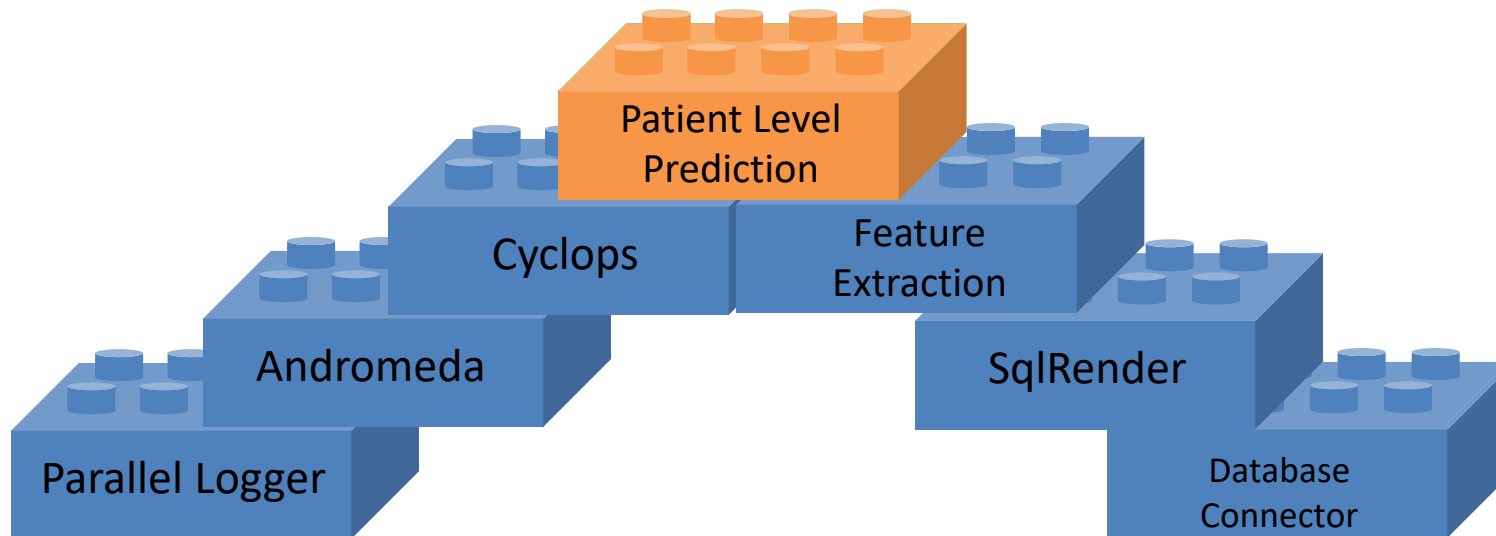 Patient Level
Prediction
Cyclops
Feature
Extraction
Andromeda
SqlRender
Parallel Logger
Database
Connector